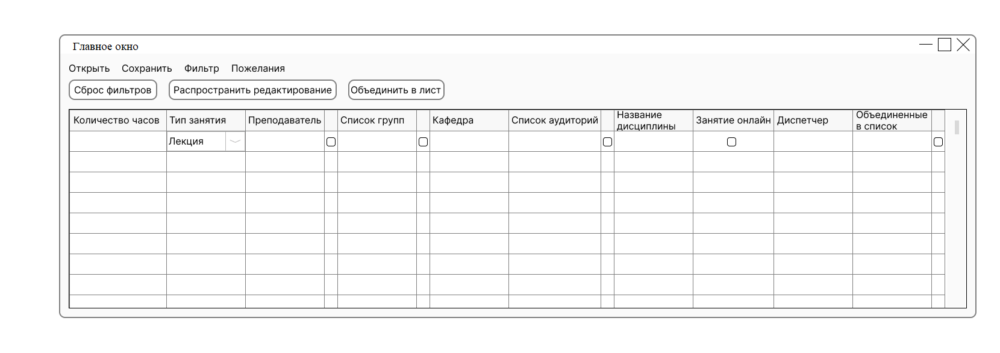 Главное окно
Открыть Сохранить Фильтр Пожелания
Сброс фильтров Распространить редактирование Объединить в лист
Количество часов Тип занятия Преподаватель Список групп Кафедра Список аудиторий Название дисциплины Занятие онлайн Диспетчер Объединенные в список
Лекция